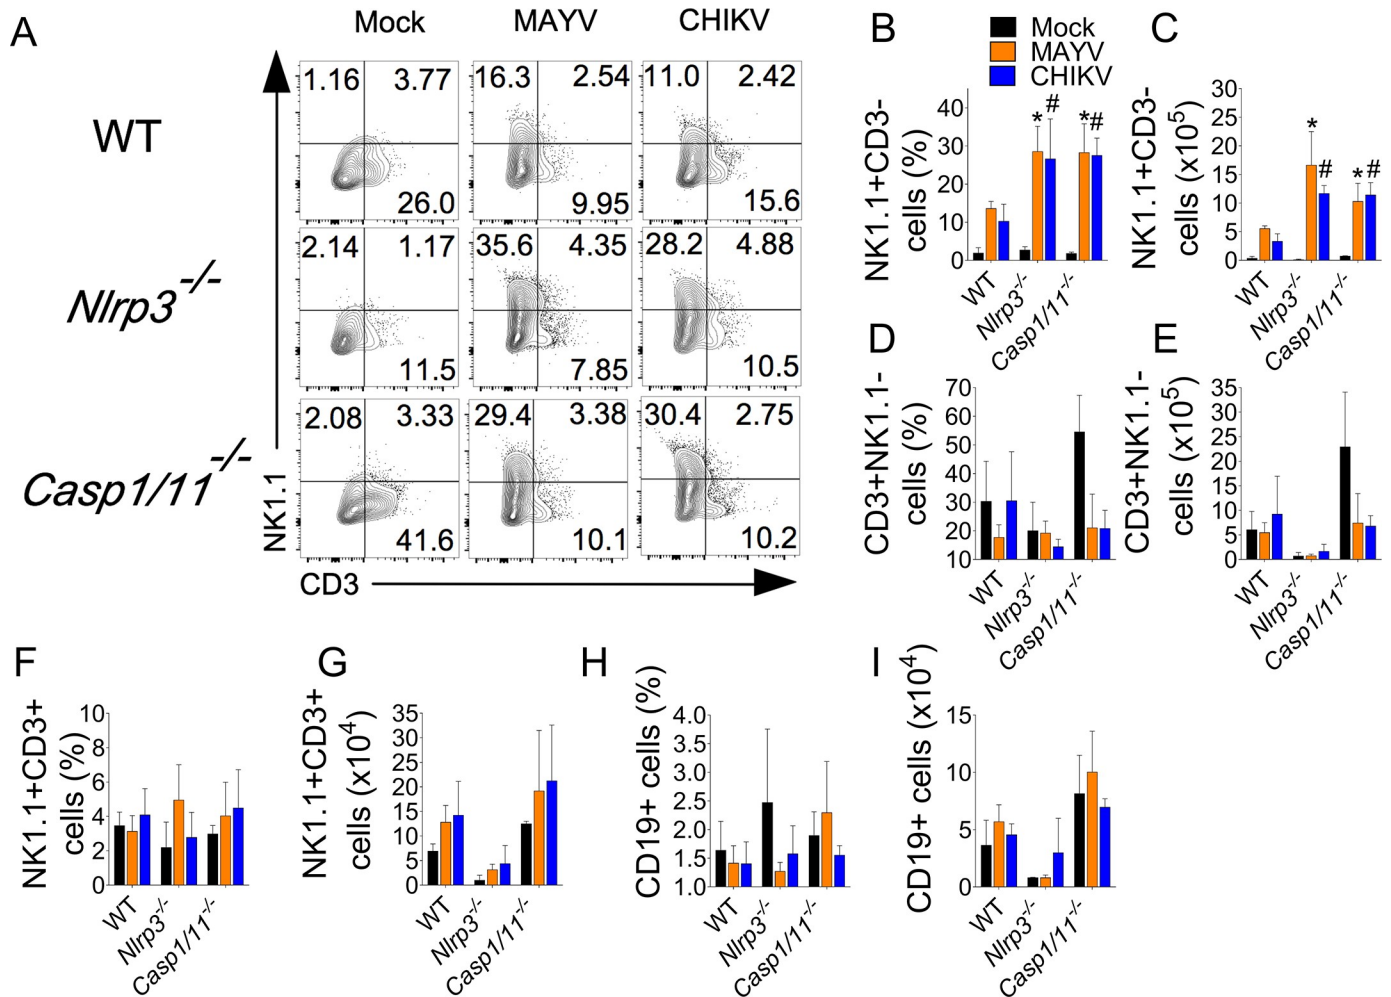 A
Mock
MAYV
CHIKV
WT
Nlrp3-/-
Casp1/11-/-
NK1.1
CD3
1.16 3.77
26.0
16.3 2.54
9.95
11.0 2.42
15.6
2.14 1.17
11.5
35.6 4.35
7.85
28.2 4.88
10.5
2.08 3.33
41.6
29.4 3.38
10.1
30.4 2.75
10.2
B
Mock
MAYV
CHIKV
NK1.1+CD3-
cells (%)
40
30
20
10
0
* #
*#
WT
Nlrp3-/-
Casp1/11-/-
C
NK1.1+CD3-
cells (x10^5)
30
25
20
15
10
5
0
*
#
* #
WT
Nlrp3-/-
Casp1/11-/-
D
CD3+NK1.1-
cells (%)
70
60
50
40
30
20
10
WT
Nlrp3-/-
Casp1/11-/-
E
CD3+NK1.1-
cells (x10^5)
35
30
25
20
15
10
5
0
WT
Nlrp3-/-
Casp1/11-/-
F
NK1.1+CD3+
cells (%)
10
8
6
4
2
0
WT
Nlrp3-/-
Casp1/11-/-
G
NK1.1+CD3+
cells (x10^4)
35
30
25
20
15
10
5
0
WT
Nlrp3-/-
Casp1/11-/-
H
CD19+ cells (%)
4.0
3.5
3.0
2.5
2.0
1.5
1.0
WT
Nlrp3-/-
Casp1/11-/-
I
CD19+ cells (x10^4)
15
10
5
0
WT
Nlrp3-/-
Casp1/11-/-